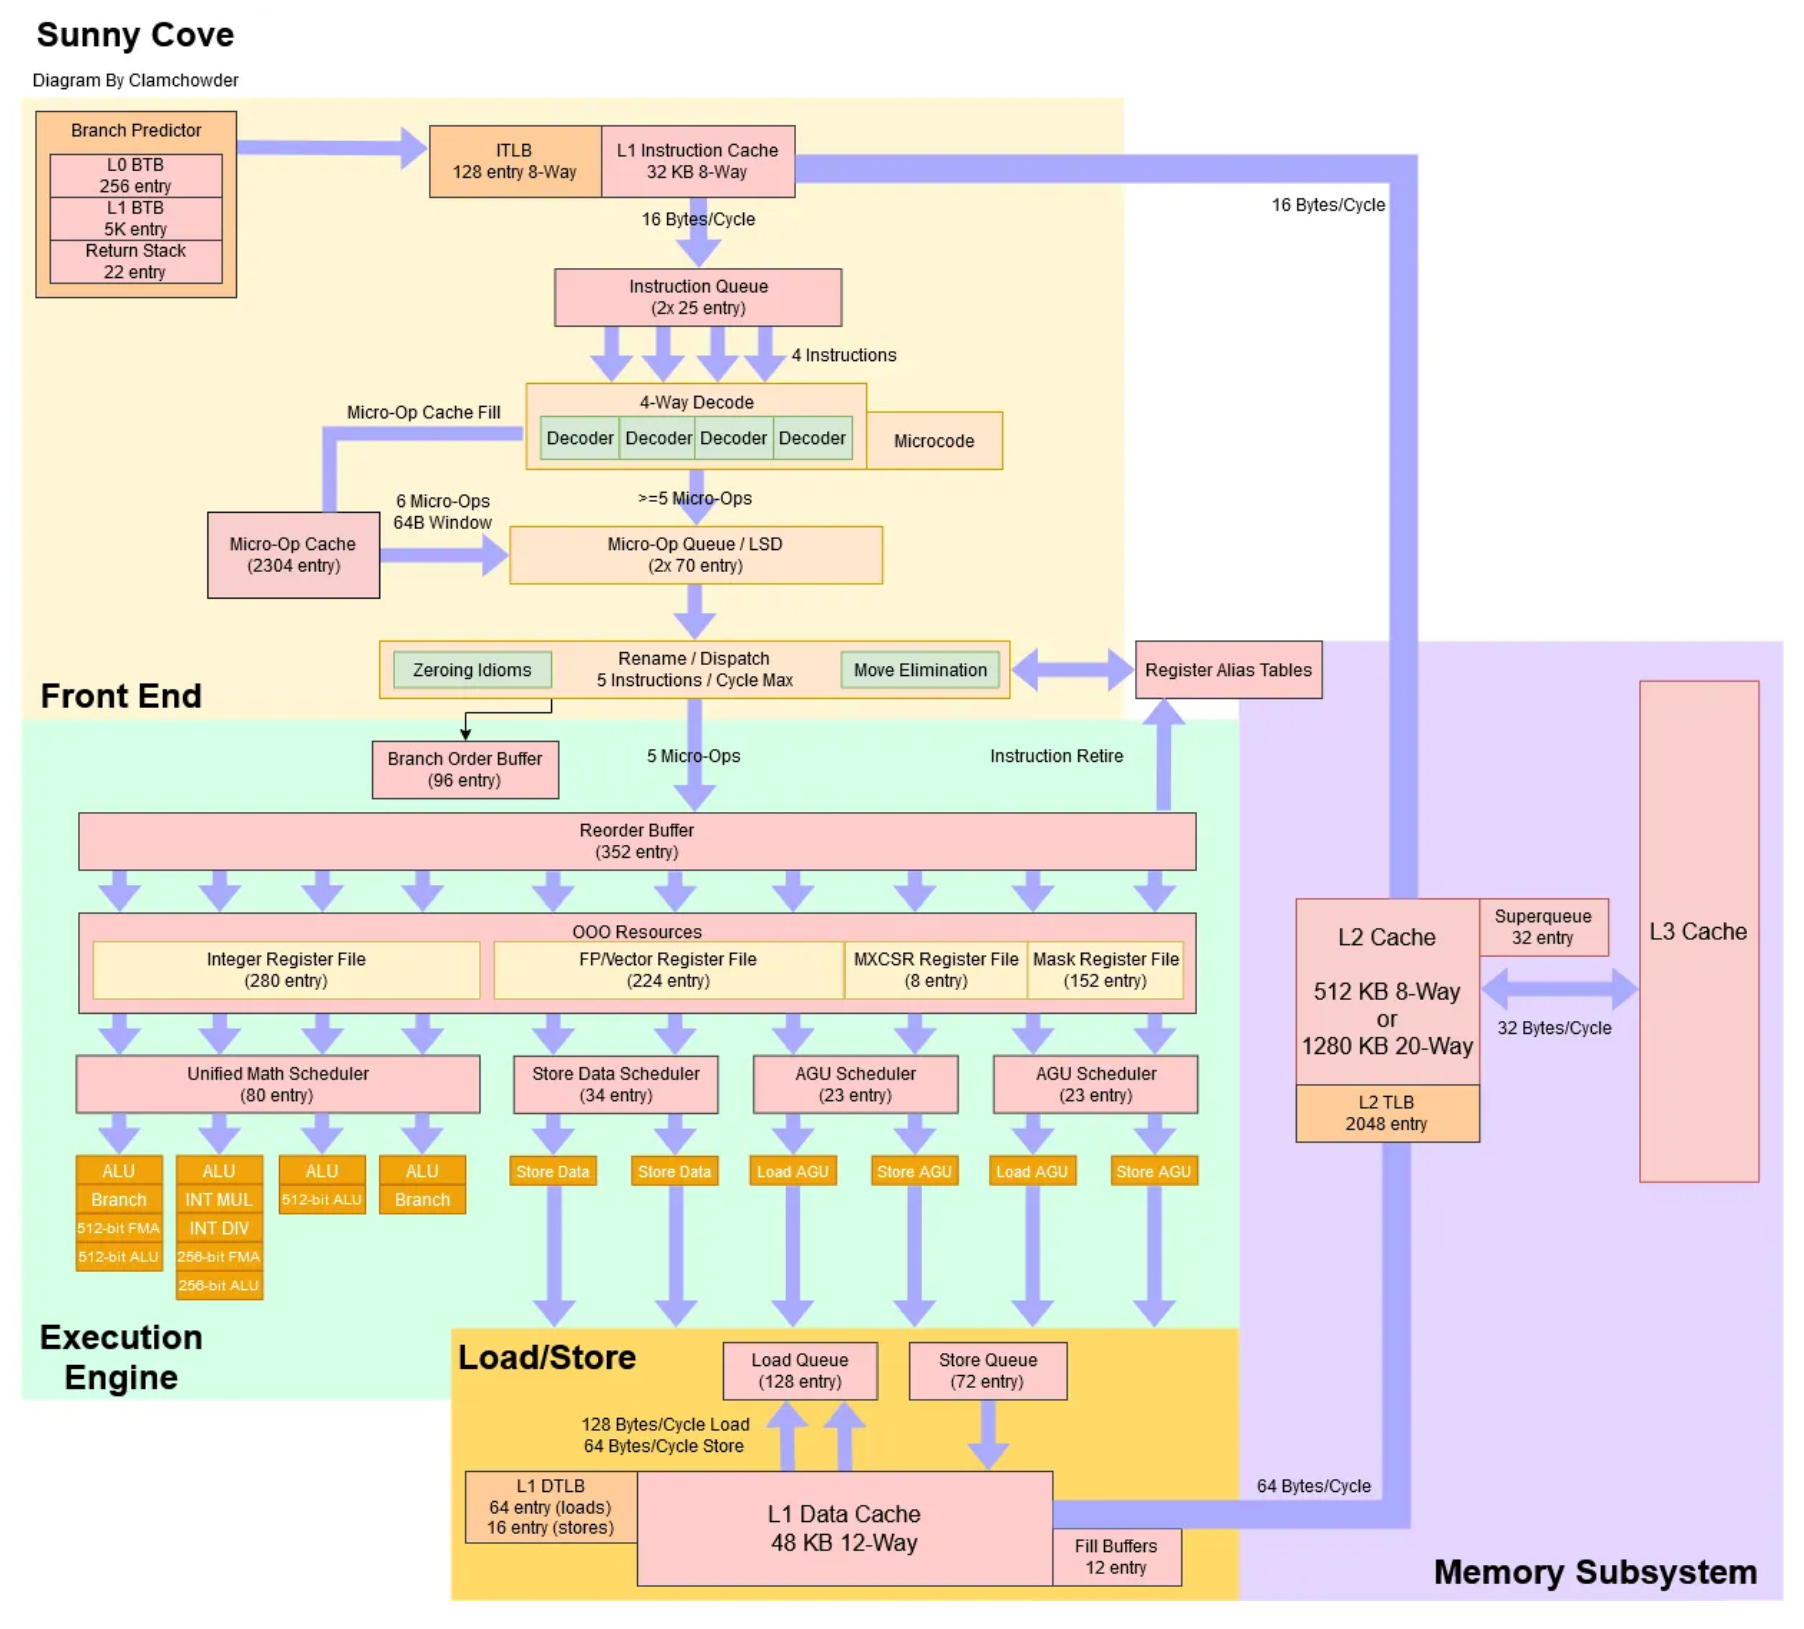 Sunny Cove
Diagram By Clamchowder
Branch Predictor
L0 BTB
256 entry
L1 BTB
5K entry
Return Stack
22 entry
ITLB
128 entry 8-Way
L1 Instruction Cache
32 KB 8-Way
16 Bytes/Cycle
16 Bytes/Cycle
Instruction Queue
(2x 25 entry)
4 Instructions
4-Way Decode
Decoder
Decoder
Decoder
Decoder
Microcode
Micro-Op Cache Fill
>=5 Micro-Ops
6 Micro-Ops
64B Window
Micro-Op Cache
(2304 entry)
Micro-Op Queue / LSD
(2x 70 entry)
Zeroing Idioms
Rename / Dispatch
5 Instructions / Cycle Max
Move Elimination
Register Alias Tables
Front End
Branch Order Buffer
(96 entry)
5 Micro-Ops
Instruction Retire
Reorder Buffer
(352 entry)
OOO Resources
Integer Register File
(280 entry)
FP/Vector Register File
(224 entry)
MXCSR Register File
(8 entry)
Mask Register File
(152 entry)
Unified Math Scheduler
(80 entry)
Store Data Scheduler
(34 entry)
AGU Scheduler
(23 entry)
AGU Scheduler
(23 entry)
ALU
Branch
512-bit FMA
512-bit ALU
ALU
INT MUL
INT DIV
256-bit FMA
256-bit ALU
ALU
512-bit ALU
ALU
Branch
Store Data
Store Data
Load AGU
Store AGU
Load AGU
Store AGU
Execution
Engine
Load/Store
Load Queue
(128 entry)
Store Queue
(72 entry)
128 Bytes/Cycle Load
64 Bytes/Cycle Store
L1 DTLB
64 entry (loads)
16 entry (stores)
L1 Data Cache
48 KB 12-Way
Fill Buffers
12 entry
64 Bytes/Cycle
L2 Cache
512 KB 8-Way
or
1280 KB 20-Way
Superqueue
32 entry
L2 TLB
2048 entry
32 Bytes/Cycle
L3 Cache
Memory Subsystem